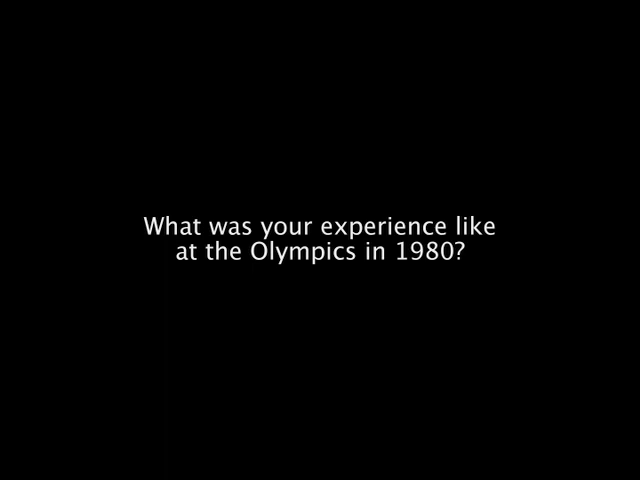 What was your experience like
at the Olympics in 1980?